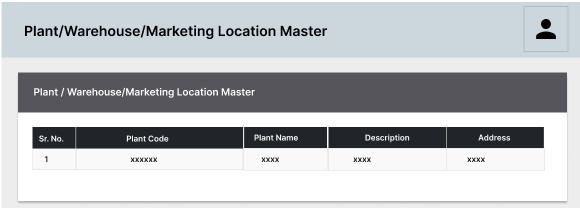 Plant/Warehouse/Marketing Location Master
Plant / Warehouse/Marketing Location Master
Sr. No. Plant Code Plant Name Description Address
1 xxxxxx xxxx xxxx xxxx